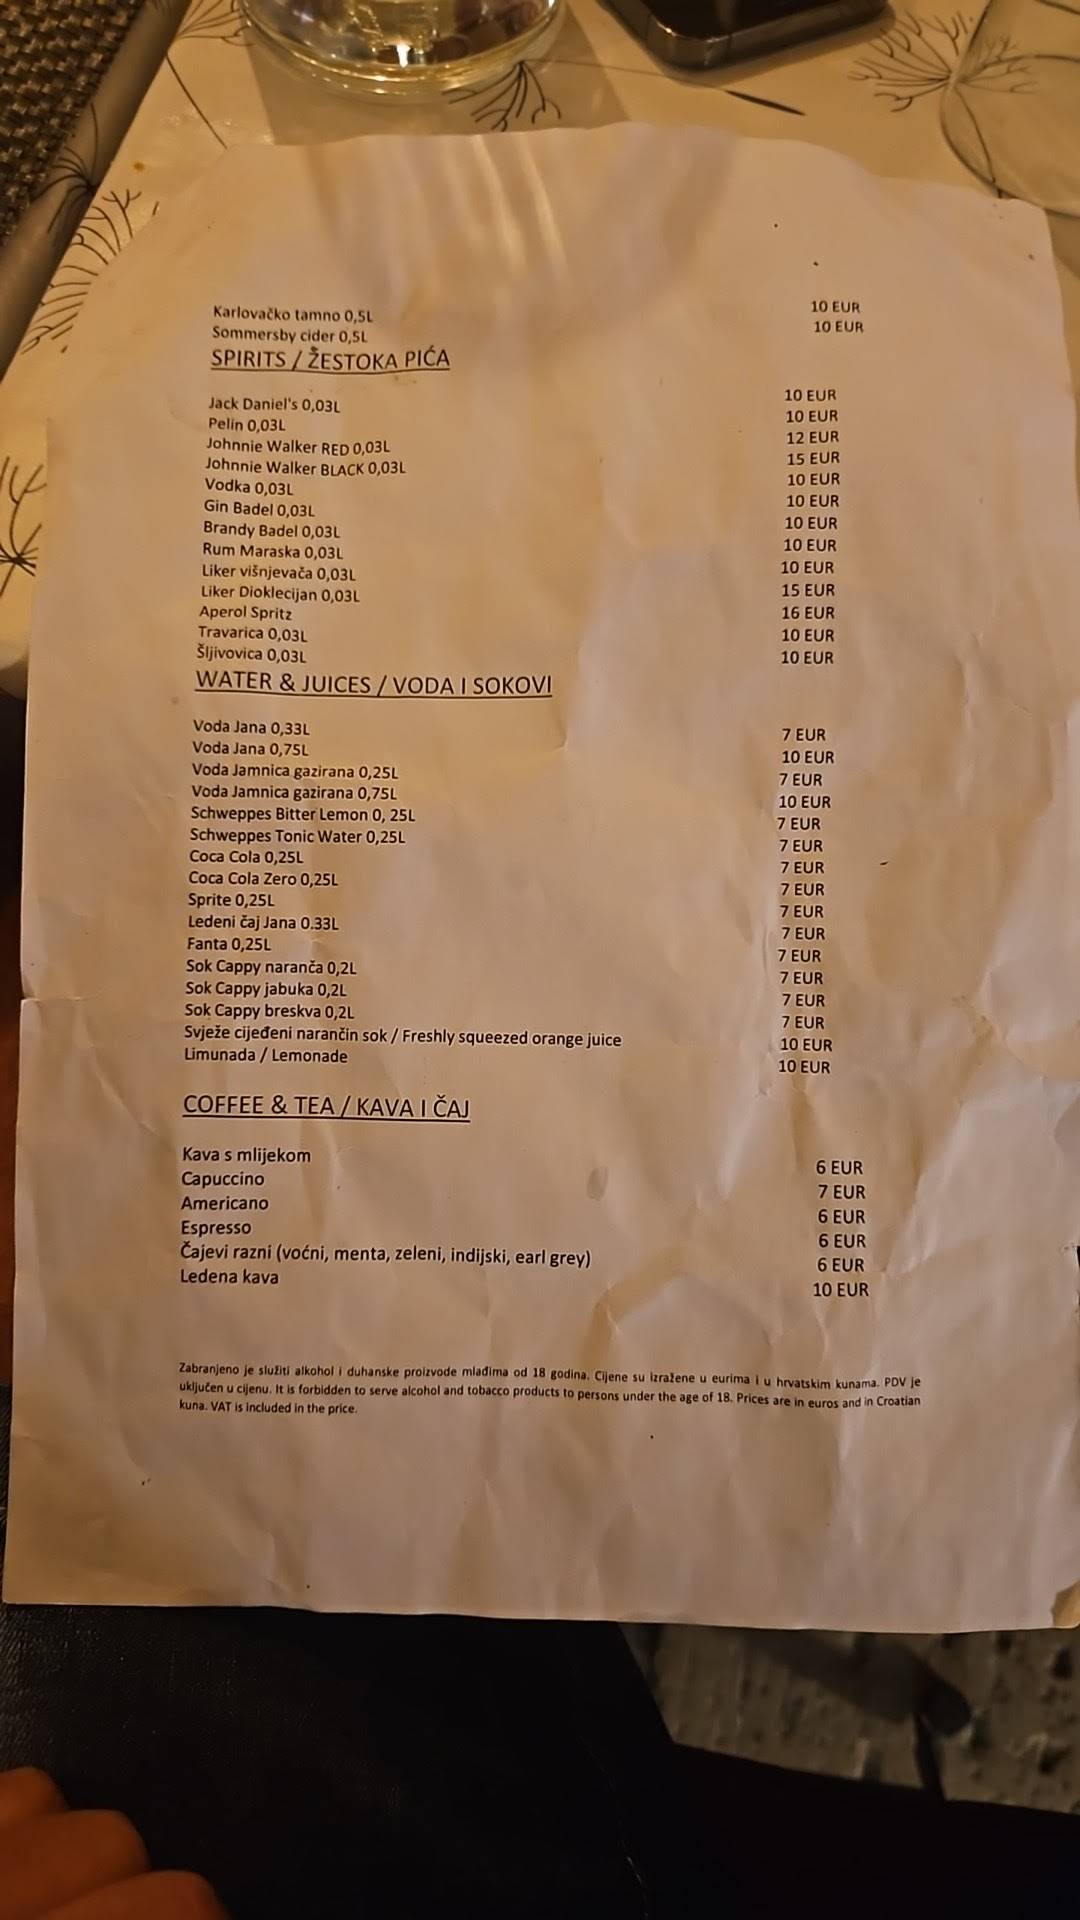 Karlovačko tamno 0,5L 10 EUR
Sommersby cider 0,5L 10 EUR
SPIRITS / ŽESTOKA PIĆA
Jack Daniel's 0,03L 10 EUR
Pelin 0,03L 10 EUR
Johnnie Walker RED 0,03L 12 EUR
Johnnie Walker BLACK 0,03L 15 EUR
Vodka 0,03L 10 EUR
Gin Badel 0,03L 10 EUR
Brandy Badel 0,03L 10 EUR
Rum Maraska 0,03L 10 EUR
Liker višnjevača 0,03L 10 EUR
Liker Dioklecijan 0,03L 15 EUR
Aperol Spritz 16 EUR
Travarica 0,03L 10 EUR
Šljivovica 0,03L 10 EUR
WATER & JUICES / VODA I SOKOVI
Voda Jana 0,33L 7 EUR
Voda Jana 0,75L 10 EUR
Voda Jamnica gazirana 0,25L 7 EUR
Voda Jamnica gazirana 0,75L 10 EUR
Schweppes Bitter Lemon 0, 25L 7 EUR
Schweppes Tonic Water 0,25L 7 EUR
Coca Cola 0,25L 7 EUR
Coca Cola Zero 0,25L 7 EUR
Sprite 0,25L 7 EUR
Ledeni čaj Jana 0.33L 7 EUR
Fanta 0,25L 7 EUR
Sok Cappy naranča 0,2L 7 EUR
Sok Cappy jabuka 0,2L 7 EUR
Sok Cappy breskva 0,2L 7 EUR
Svježe cijeđeni narančin sok / Freshly squeezed orange juice 10 EUR
Limunada / Lemonade 10 EUR
COFFEE & TEA / KAVA I ČAJ
Kava s mlijekom 6 EUR
Capuccino 7 EUR
Americano 6 EUR
Espresso 6 EUR
Čajevi razni (voćni, menta, zeleni, indijski, earl grey) 6 EUR
Ledena kava 10 EUR
Zabranjeno je služiti alkohol i duhanske proizvode mlađima od 18 godina. Cijene su izražene u eurima i u hrvatskim kunama. PDV je
uključen u cijenu. It is forbidden to serve alcohol and tobacco products to persons under the age of 18. Prices are in euros and in Croatian
kuna. VAT is included in the price.